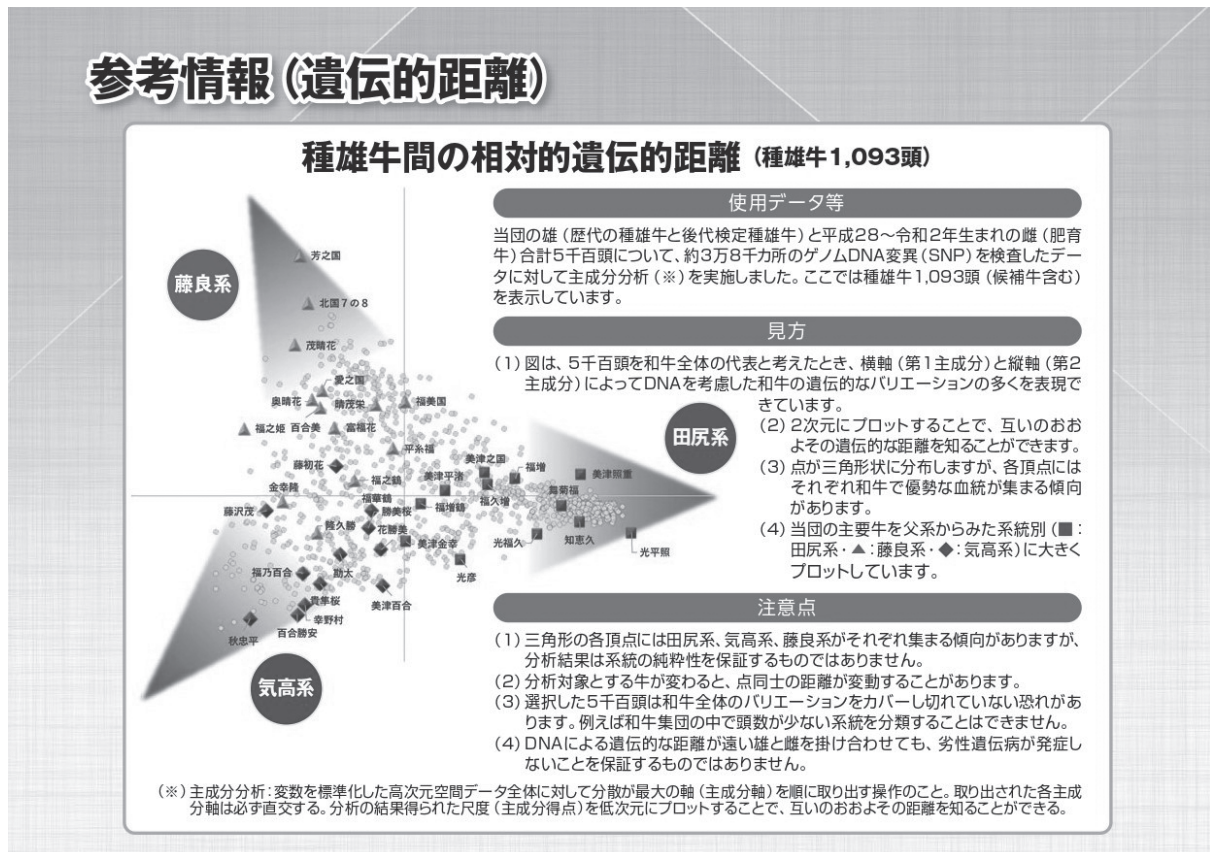 参考情報（遺伝的距離）
種雄牛間の相対的遺伝的距離（種雄牛1,093頭）
藤良系
芳之国
北国7の8
茂晴花
愛之国
奥晴花
晴茂栄
福美国
福之姫
百合美
富福花
平糸福
藤初花
福之鶴
美津之国
美津平渚
福増
美津照重
金幸隆
福華鶴
福久増
舞菊福
藤沢茂
勝美桜
福増鶴
隆久勝
花勝美
美津金幸
光福久
知恵久
光平照
福乃百合
勘太
光彦
貴隼桜
美津百合
幸野村
百合勝安
秋忠平
田尻系
気高系
使用データ等
当団の雄（歴代の種雄牛と後代検定種雄牛）と平成28～令和2年生まれの雌（肥育
牛）合計5千百頭について、約3万8千カ所のゲノムDNA変異（SNP）を検査したデー
タに対して主成分分析（※）を実施しました。ここでは種雄牛1,093頭（候補牛含む）
を表示しています。
見方
（1）図は、5千百頭を和牛全体の代表と考えたとき、横軸（第1主成分）と縦軸（第2
主成分）によってDNAを考慮した和牛の遺伝的なバリエーションの多くを表現で
きています。
（2）2次元にプロットすることで、互いのおお
よその遺伝的な距離を知ることができます。
（3）点が三角形状に分布しますが、各頂点には
それぞれ和牛で優勢な血統が集まる傾向
があります。
（4）当団の主要牛を父系からみた系統別（■：
田尻系・▲：藤良系・◆：気高系）に大きく
プロットしています。
注意点
（1）三角形の各頂点には田尻系、気高系、藤良系がそれぞれ集まる傾向がありますが、
分析結果は系統の純粋性を保証するものではありません。
（2）分析対象とする牛が変わると、点同士の距離が変動することがあります。
（3）選択した5千百頭は和牛全体のバリエーションをカバーし切れていない恐れがあ
ります。例えば和牛集団の中で頭数が少ない系統を分類することはできません。
（4）DNAによる遺伝的な距離が遠い雄と雌を掛け合わせても、劣性遺伝病が発症し
ないことを保証するものではありません。
（※）主成分分析：変数を標準化した高次元空間データ全体に対して分散が最大の軸（主成分軸）を順に取り出す操作のこと。取り出された各主成
分軸は必ず直交する。分析の結果得られた尺度（主成分得点）を低次元にプロットすることで、互いのおおよその距離を知ることができる。